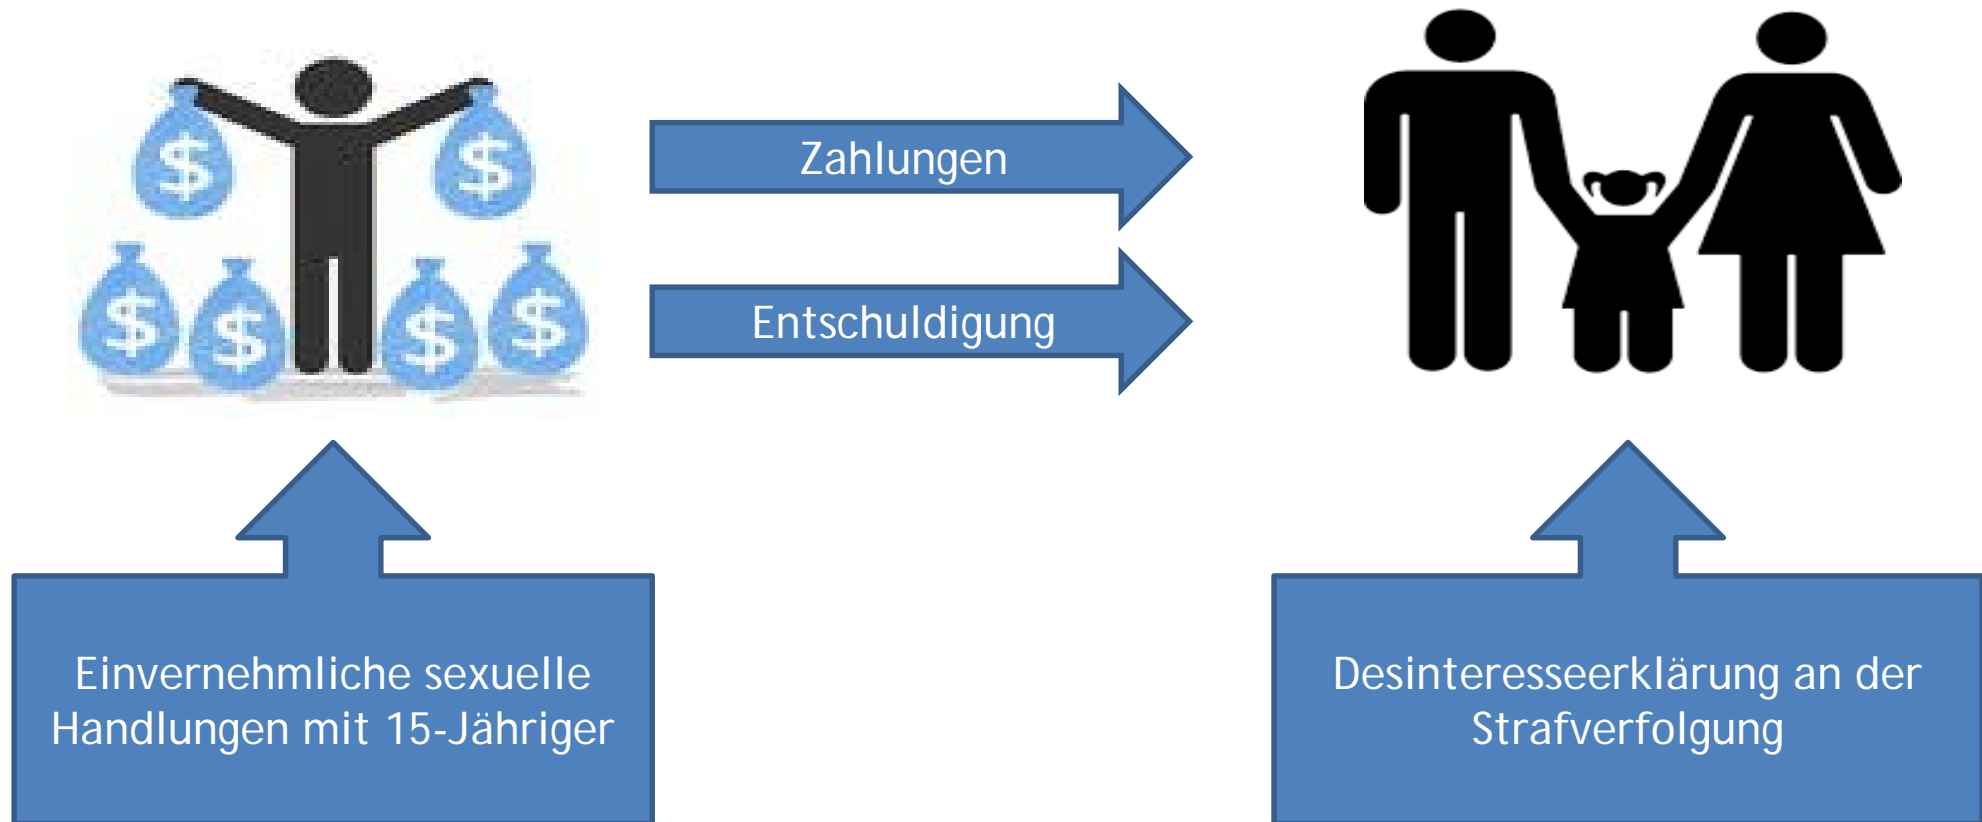 $ $
Zahlungen
$ $ $ $
Entschuldigung
Einvernehmliche sexuelle
Handlungen mit 15-Jähriger
Desinteresseerklärung an der
Strafverfolgung